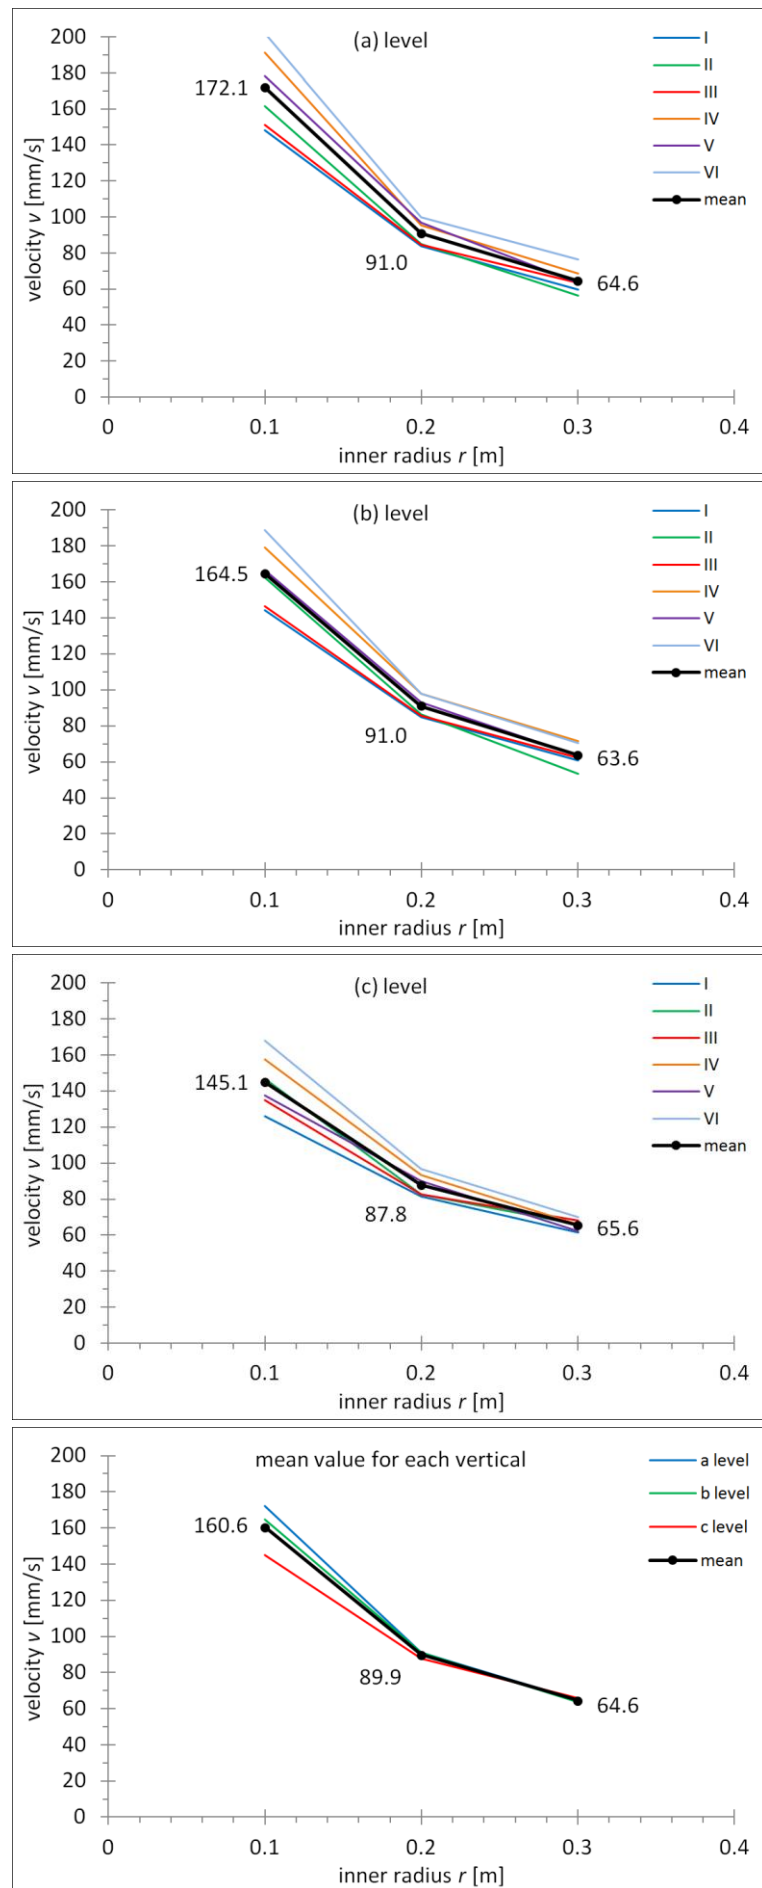 (a) level
velocity v [mm/s]
200
180
160
140
120
100
80
60
40
20
0
172.1
91.0
64.6
I
II
III
IV
V
VI
mean
0 0.1 0.2 0.3 0.4
inner radius r [m]
(b) level
velocity v [mm/s]
200
180
160
140
120
100
80
60
40
20
0
164.5
91.0
63.6
I
II
III
IV
V
VI
mean
0 0.1 0.2 0.3 0.4
inner radius r [m]
(c) level
velocity v [mm/s]
200
180
160
140
120
100
80
60
40
20
0
145.1
87.8
65.6
I
II
III
IV
V
VI
mean
0 0.1 0.2 0.3 0.4
inner radius r [m]
mean value for each vertical
velocity v [mm/s]
200
180
160
140
120
100
80
60
40
20
0
160.6
89.9
64.6
a level
b level
c level
mean
0 0.1 0.2 0.3 0.4
inner radius r [m]